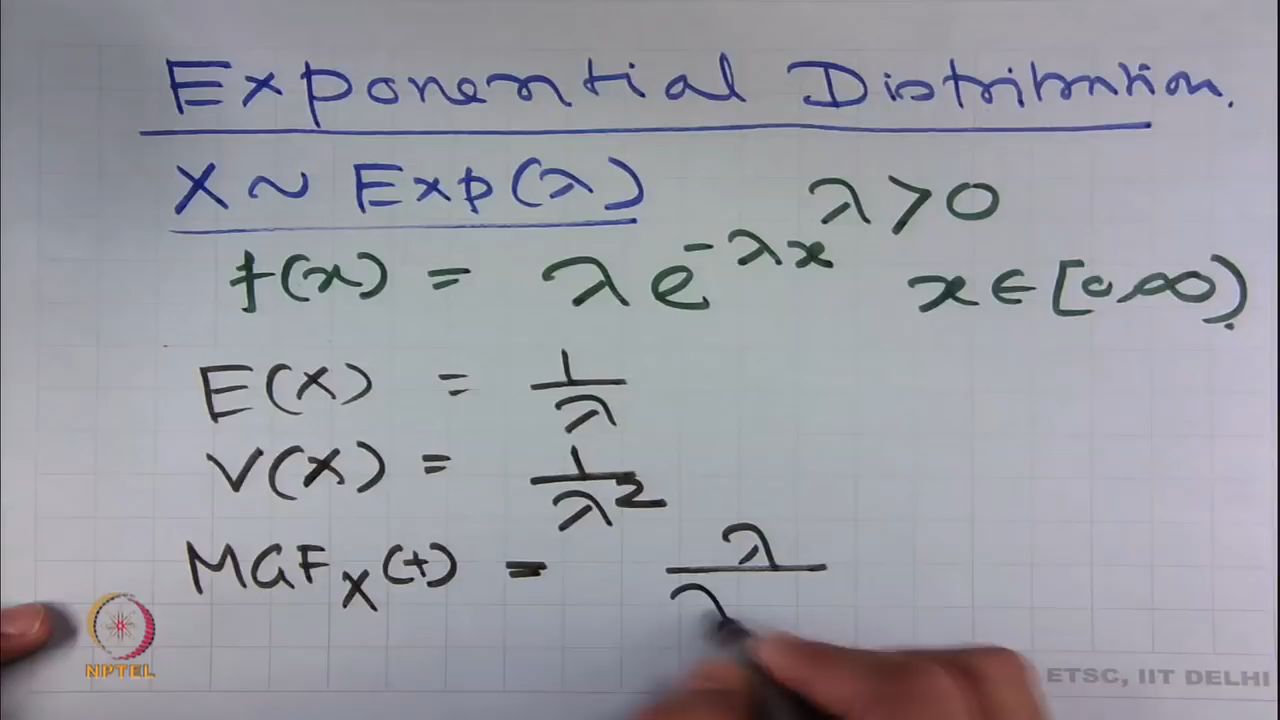 Exponential Distribution.
X ~ Exp(λ) λ > 0
f(x) = λe^{-λx} x ∈ [0,∞).
E(X) = 1/λ
V(X) = 1/λ²
MGF_X(t) = λ/λ
NPTEL
ETSC, IIT DELHI